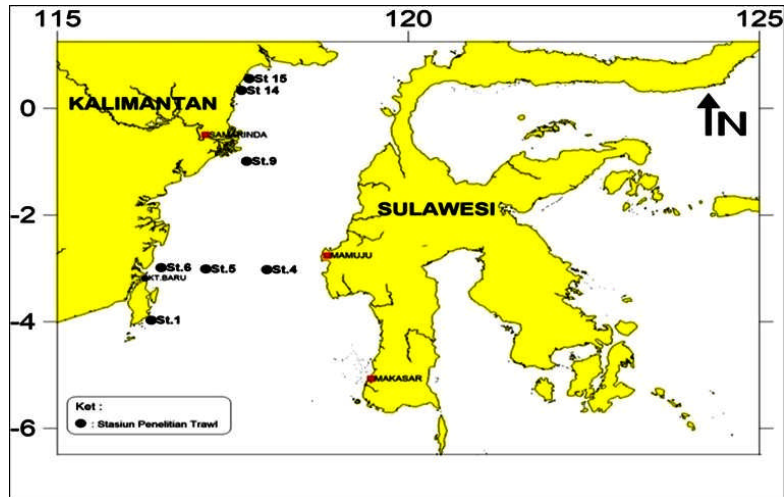 115 120 125
St 15
St 14
KALIMANTAN
0
N
SAMARINDA
St.9
-2
SULAWESI
MAMUJU
St.6 St.5 St.4
KT.BARU
St.1
-4
MAKASAR
Ket :
: Stasiun Penelitian Trawl
-6